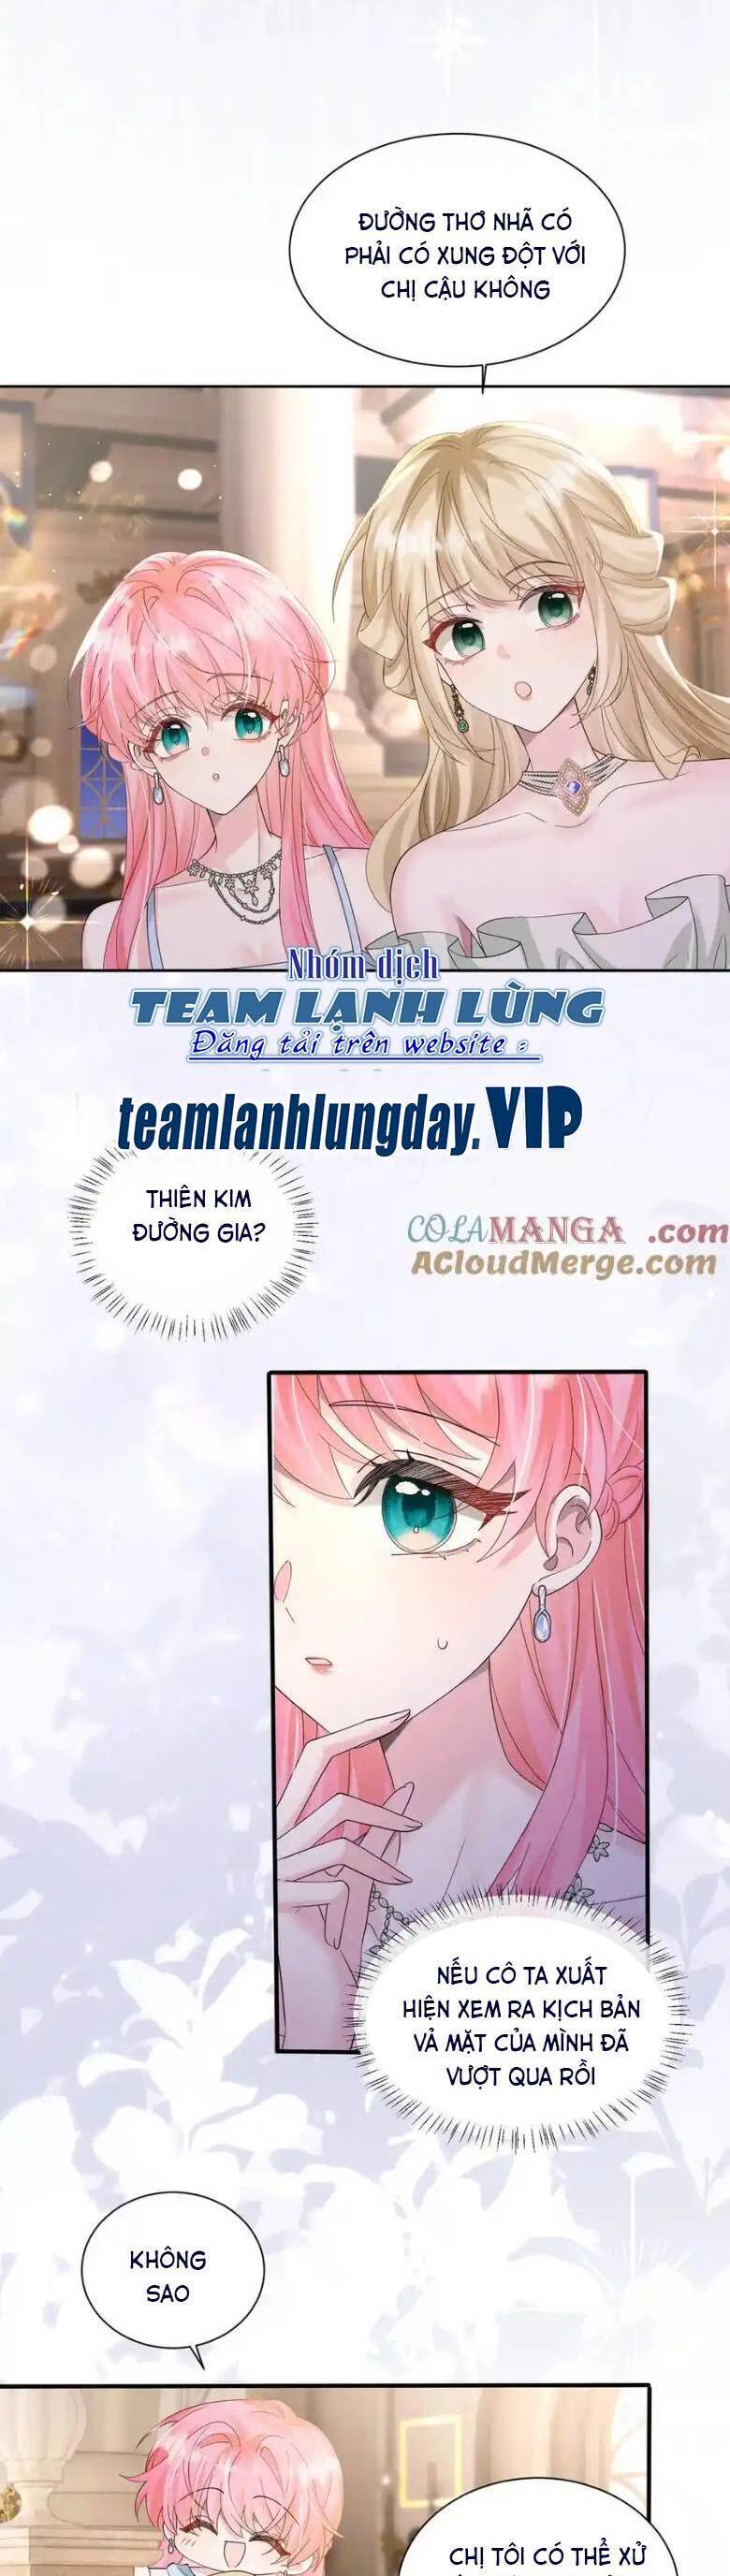 ĐƯỜNG THƠ NHÃ CÓ
PHẢI CÓ XUNG ĐỘT VỚI
CHỊ CẬU KHÔNG
Nhóm dịch
TEAM LẠNH LÙNG
Đăng tải trên website :
teamlanhlungday.VIP
THIÊN KIM
ĐƯỜNG GIA?
COLAMANGA.com
ACloudMerge.com
NẾU CÔ TA XUẤT
HIỆN XEM RA KỊCH BẢN
VẢ MẶT CỦA MÌNH ĐÃ
VƯỢT QUA RỒI
KHÔNG
SAO
CHỊ TÔI CÓ THỂ XỬ